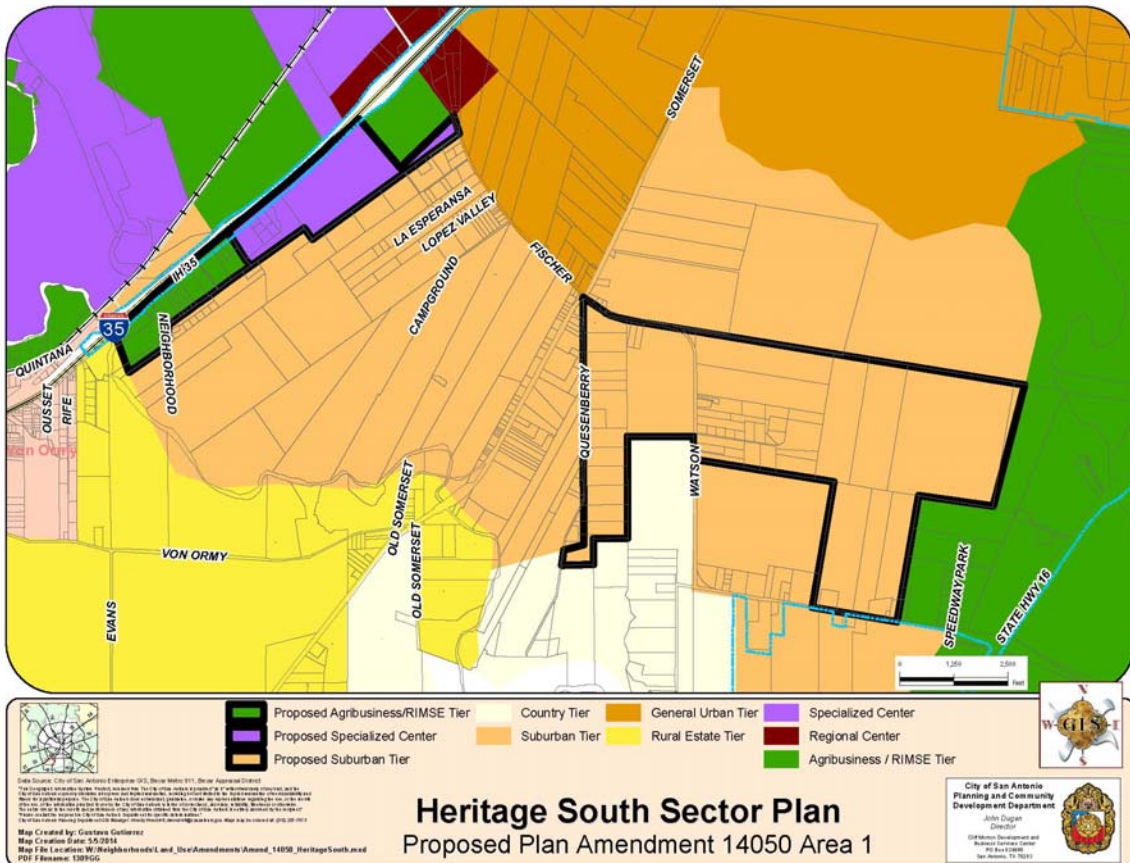 SOMERSET
LA ESPERANSA
LOPEZ VALLEY
FISCHER
CAMPGROUND
IH 35
35
QUINTANA
NEIGHBORHOOD
OUSSET
RIFE
Von Ormy
QUESENBERRY
WATSON
OLD SOMERSET
OLD SOMERSET
VON ORMY
EVANS
SPEEDWAY PARK
STATE HWY 16
0 1,250 2,500
Feet
Proposed Agribusiness/RIMSE Tier
Proposed Specialized Center
Proposed Suburban Tier
Country Tier
Suburban Tier
General Urban Tier
Rural Estate Tier
Specialized Center
Regional Center
Agribusiness / RIMSE Tier
GIS
Data Source: City of San Antonio Enterprise GIS, Bexar Metro 911, Bexar Appraisal District
Map Created by: Gustavo Gutierrez
Map Creation Date: 5/5/2014
Map File Location: W:\Neighborhoods\Land_Use\Amendments\Amend_14050_HeritageSouth.mxd
PDF Filename: 1309GG
Heritage South Sector Plan
Proposed Plan Amendment 14050 Area 1
City of San Antonio
Planning and Community
Development Department
John Dugan
Director
Cliff Morton Development and
Business Services Center
San Antonio, TX